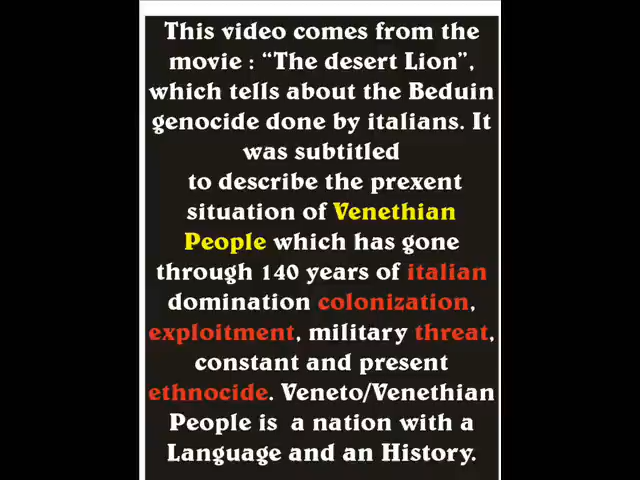 This video comes from the
movie : “The desert Lion”,
which tells about the Beduin
genocide done by italians. It
was subtitled
to describe the prexent
situation of Venethian
People which has gone
through 140 years of italian
domination colonization,
exploitment, military threat,
constant and present
ethnocide. Veneto/Venethian
People is a nation with a
Language and an History.